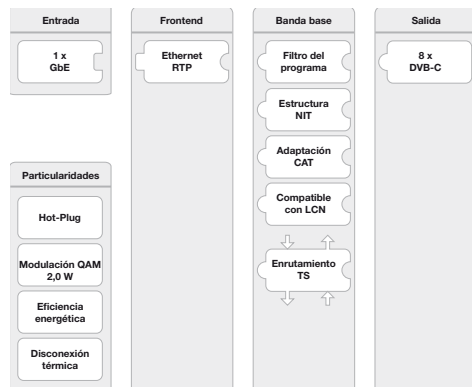 Entrada
1 x
GbE
Frontend
Ethernet
RTP
Banda base
Filtro del
programa
Estructura
NIT
Adaptación
CAT
Compatible
con LCN
Enrutamiento
TS
Salida
8 x
DVB-C
Particularidades
Hot-Plug
Modulación QAM
2,0 W
Eficiencia
energética
Disconexión
térmica